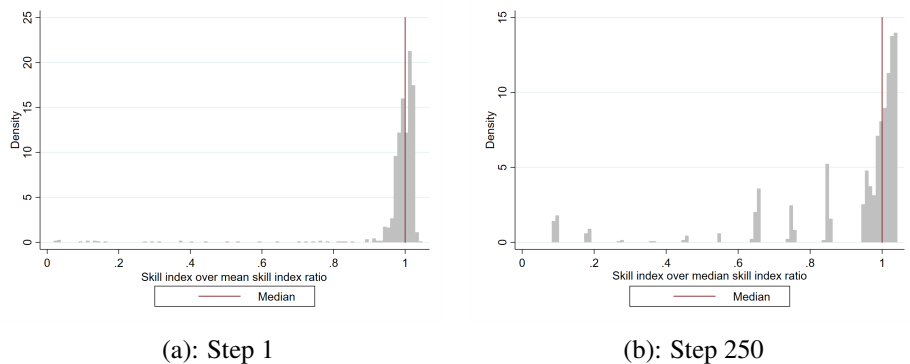 25
20
15
10
5
0
Density
0 .2 .4 .6 .8 1
Skill index over mean skill index ratio
Median
(a): Step 1
15
10
5
0
Density
0 .2 .4 .6 .8 1
Skill index over median skill index ratio
Median
(b): Step 250